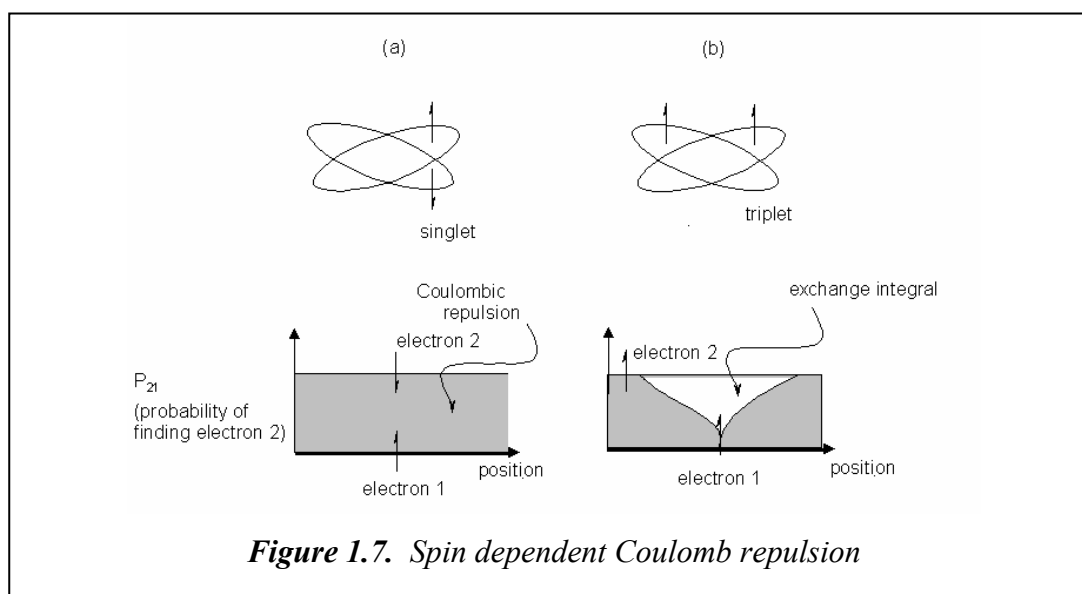 (a)
(b)
singlet
triplet
Coulombic
repulsion
electron 2
P21
(probability of
finding electron 2)
position
electron 1
exchange integral
electron 2
position
electron 1
Figure 1.7. Spin dependent Coulomb repulsion